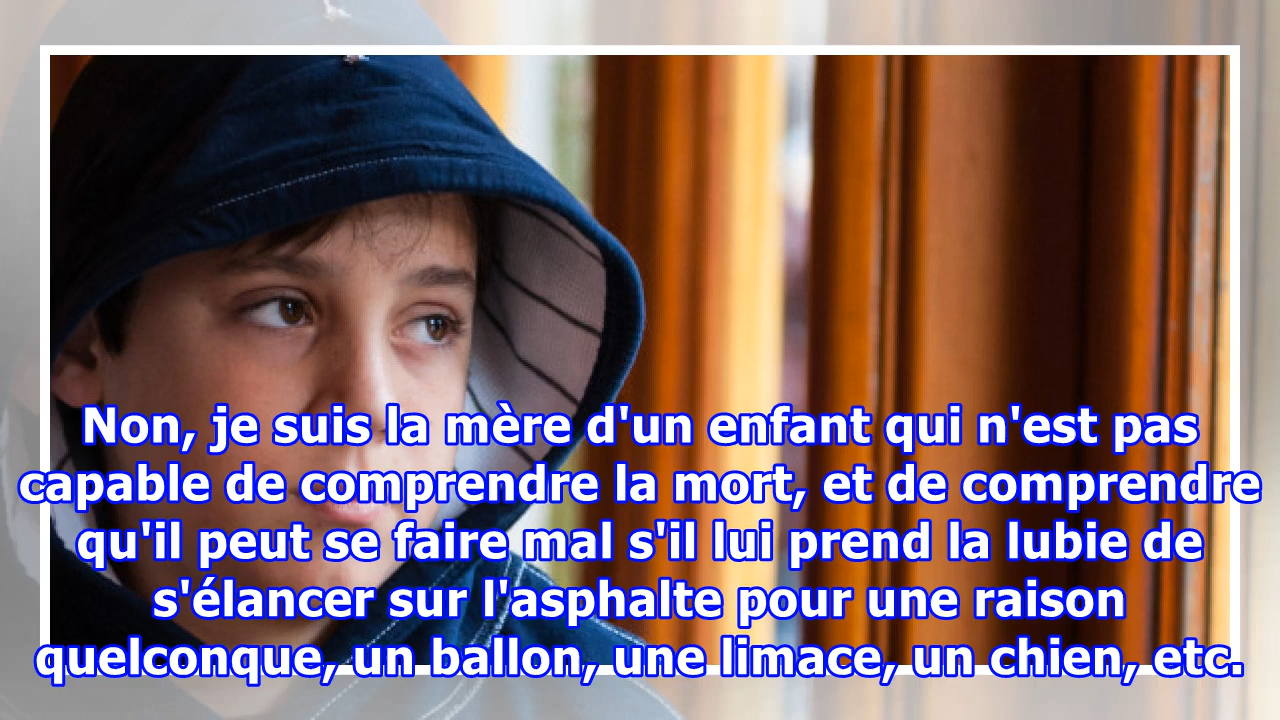 Non, je suis la mère d'un enfant qui n'est pas
capable de comprendre la mort, et de comprendre
qu'il peut se faire mal s'il lui prend la lubie de
s'élancer sur l'asphalte pour une raison
quelconque, un ballon, une limace, un chien, etc.